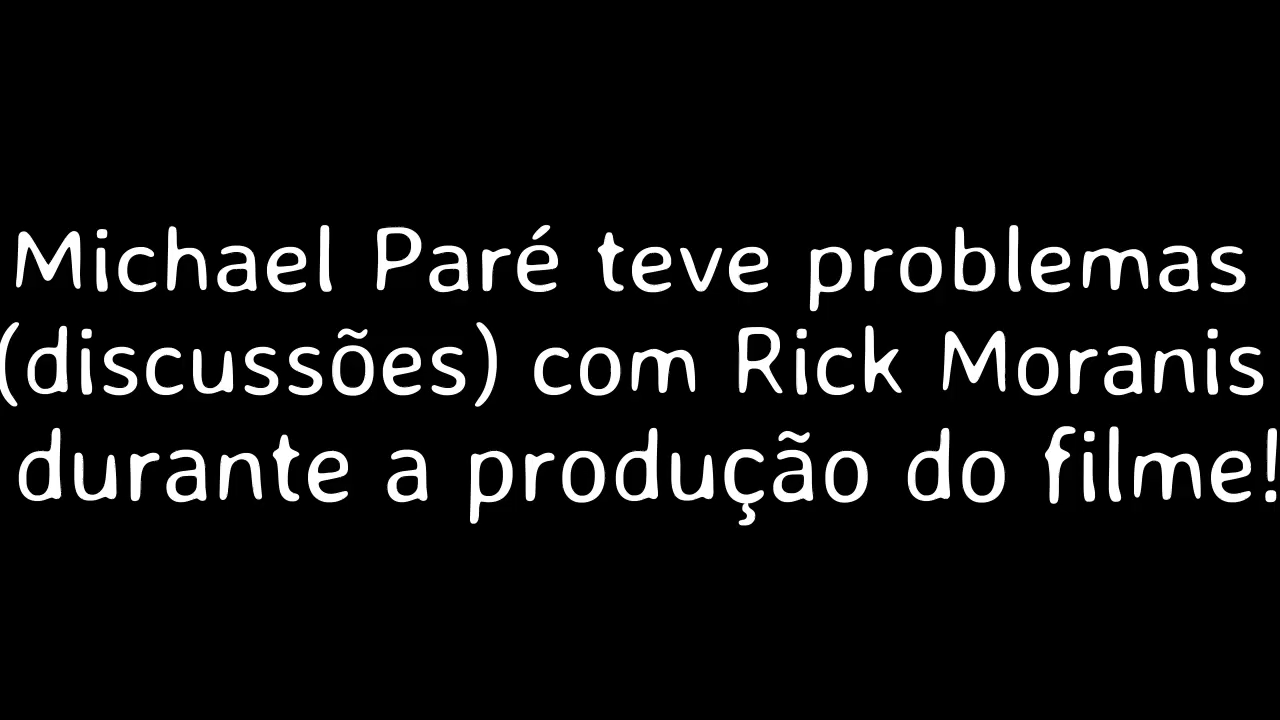 Michael Paré teve problemas
(discussões) com Rick Moranis
durante a produção do filme!